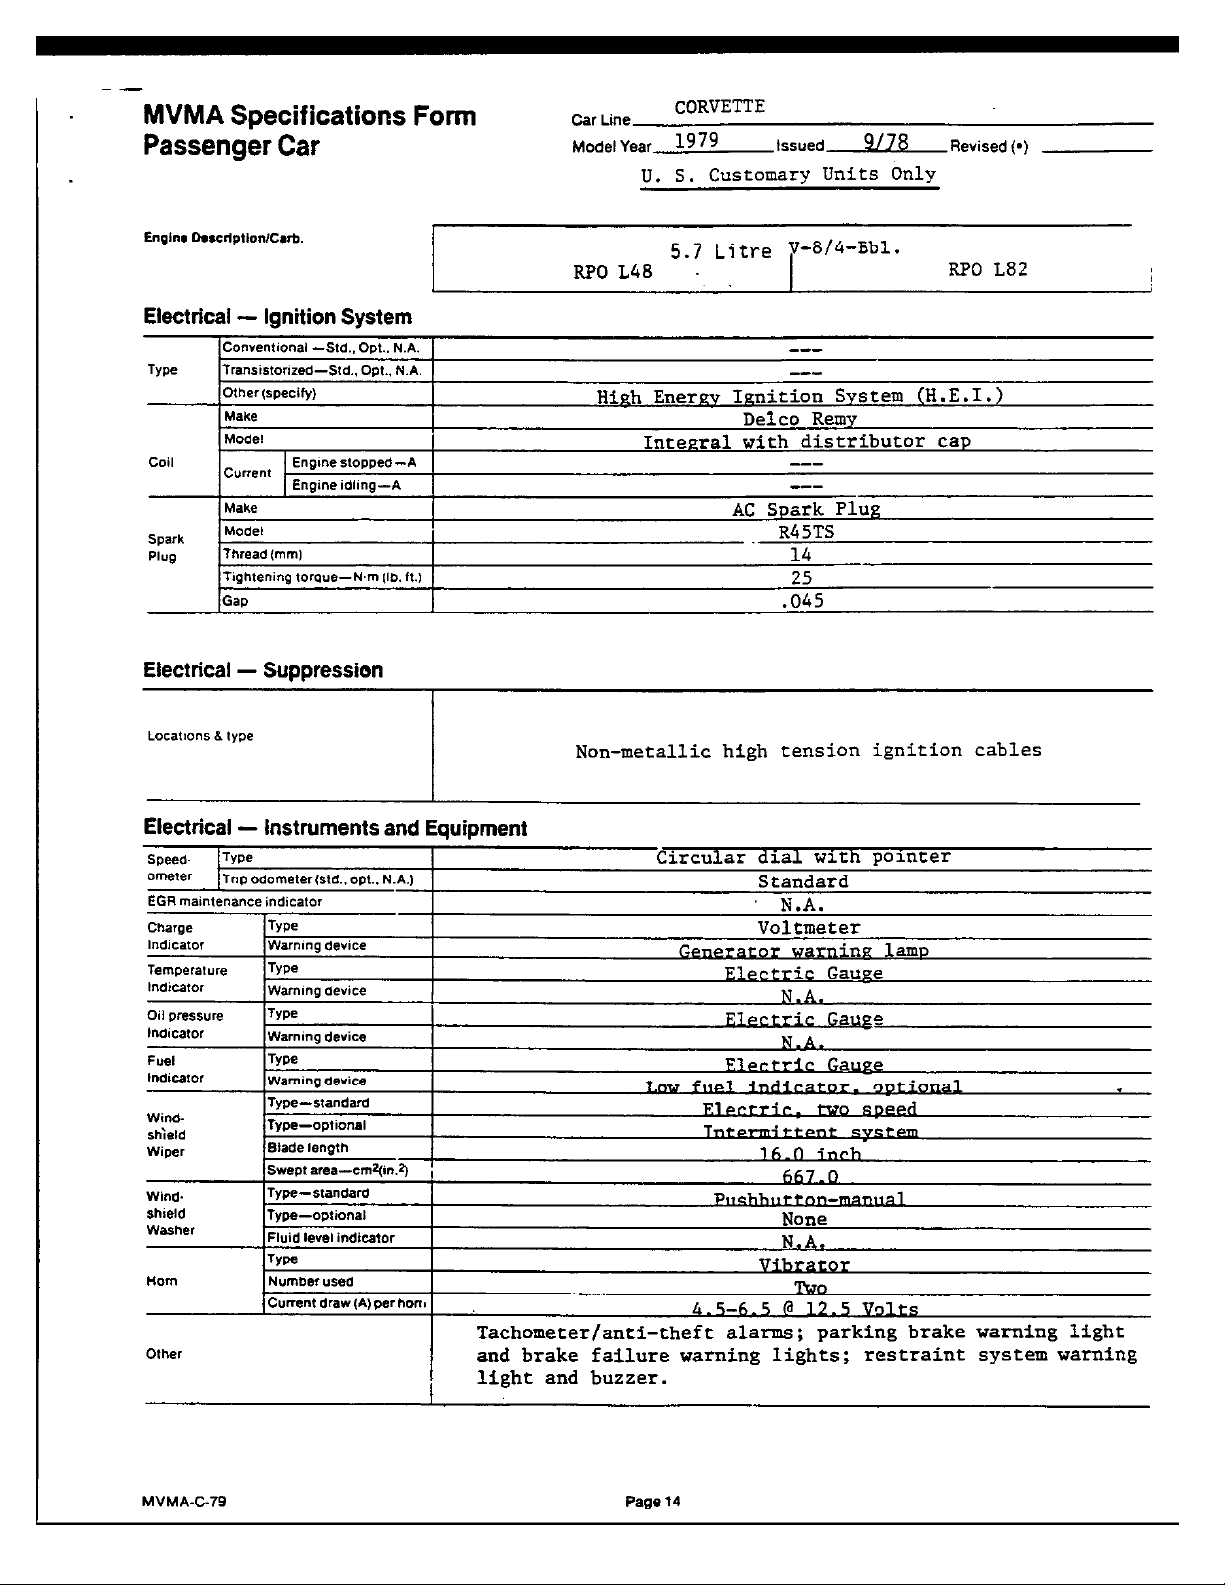 MVMA Specifications Form
Passenger Car
Car Line CORVETTE
Model Year 1979 Issued 9/78 Revised (•)
U. S. Customary Units Only
Engine Description/Carb.
5.7 Litre V-8/4-Bbl.
RPO L48 RPO L82
Electrical — Ignition System
Type
Conventional —Std., Opt., N.A. ---
Transistorized—Std., Opt., N.A. ---
Other (specify) High Energy Ignition System (H.E.I.)
Coil
Make Delco Remy
Model Integral with distributor cap
Current
Engine stopped—A ---
Engine idling—A ---
Spark
Plug
Make AC Spark Plug
Model R45TS
Thread (mm) 14
Tightening torque—N·m (lb. ft.) 25
Gap .045
Electrical — Suppression
Locations & type
Non-metallic high tension ignition cables
Electrical — Instruments and Equipment
Speed-
ometer
Type Circular dial with pointer
Trip odometer (std., opt., N.A.) Standard
EGR maintenance indicator N.A.
Charge
Indicator
Type Voltmeter
Warning device Generator warning lamp
Temperature
Indicator
Type Electric Gauge
Warning device N.A.
Oil pressure
Indicator
Type Electric Gauge
Warning device N.A.
Fuel
Indicator
Type Electric Gauge
Warning device Low fuel indicator, optional
Wind-
shield
Wiper
Type—standard Electric, two speed
Type—optional Intermittent system
Blade length 16.0 inch
Swept area—cm²(in.²) 667.0
Wind-
shield
Washer
Type—standard Pushbutton-manual
Type—optional None
Fluid level indicator N.A.
Horn
Type Vibrator
Number used Two
Current draw (A) per horn 4.5-6.5 @ 12.5 Volts
Other
Tachometer/anti-theft alarms; parking brake warning light
and brake failure warning lights; restraint system warning
light and buzzer.
MVMA-C-79 Page 14